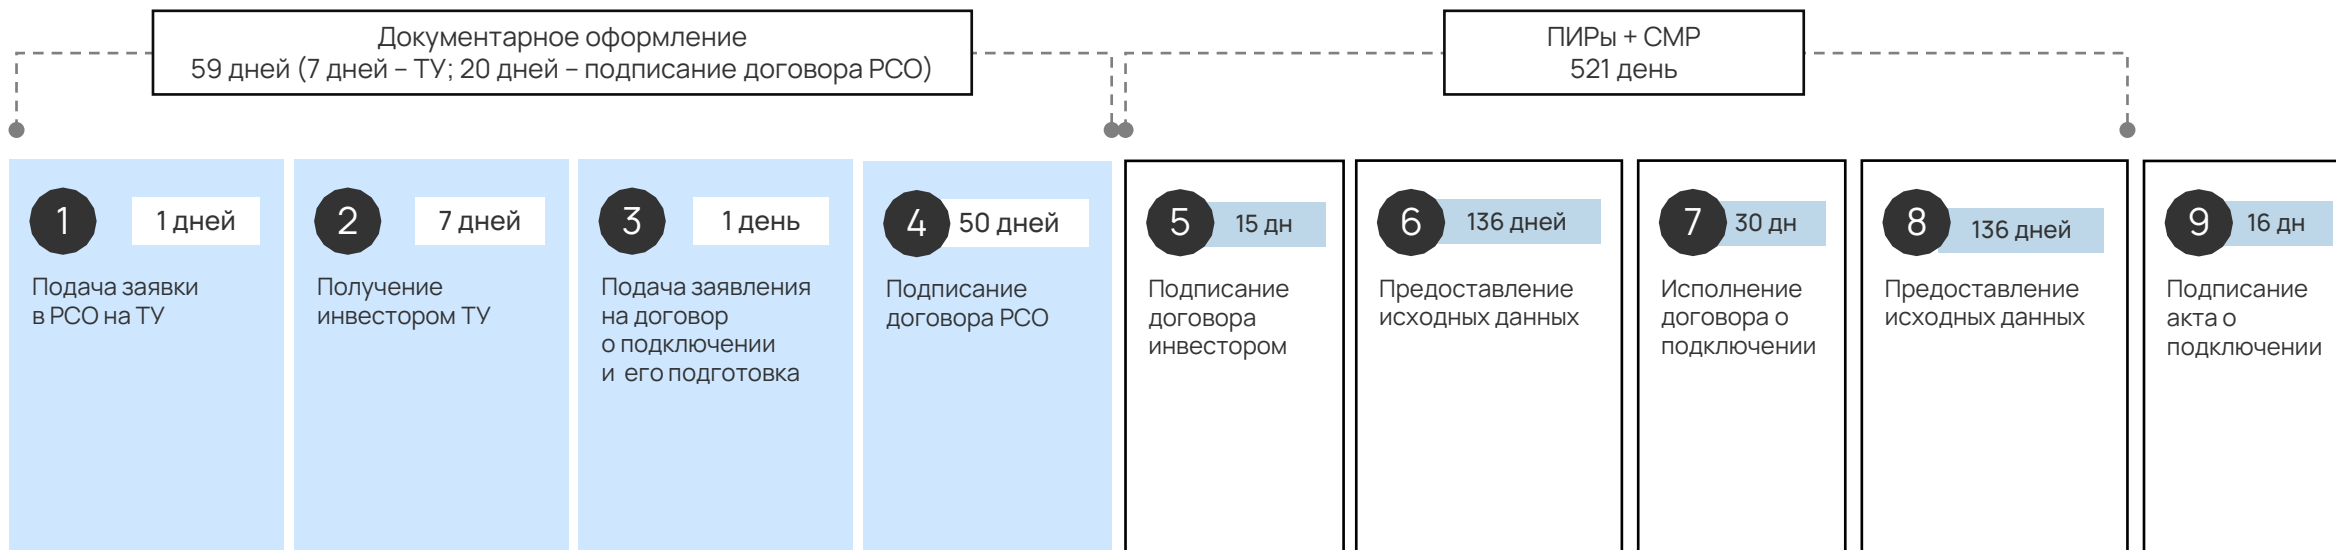 Документарное оформление
59 дней (7 дней – ТУ; 20 дней – подписание договора РСО)
ПИРы + СМР
521 день
1
1 дней
Подача заявки
в РСО на ТУ
2
7 дней
Получение
инвестором ТУ
3
1 день
Подача заявления
на договор
о подключении
и его подготовка
4
50 дней
Подписание
договора РСО
5
15 дн
Подписание
договора
инвестором
6
136 дней
Предоставление
исходных данных
7
30 дн
Исполнение
договора о
подключении
8
136 дней
Предоставление
исходных данных
9
16 дн
Подписание
акта о
подключении